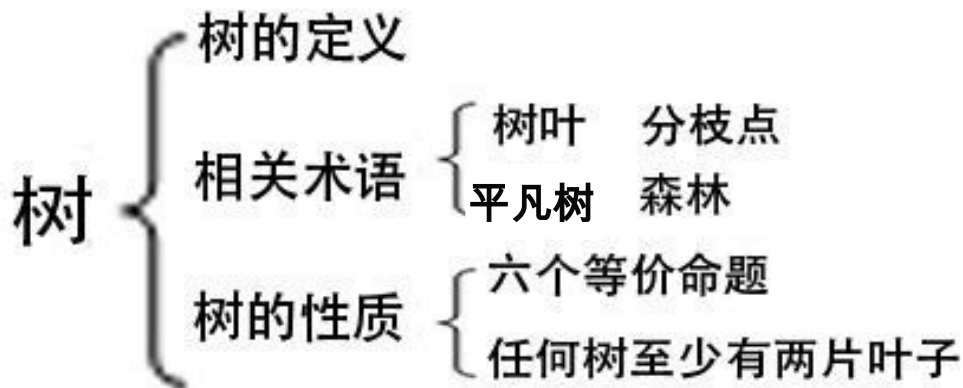 树的定义
树叶 分枝点
相关术语
平凡树 森林
树
六个等价命题
树的性质
任何树至少有两片叶子